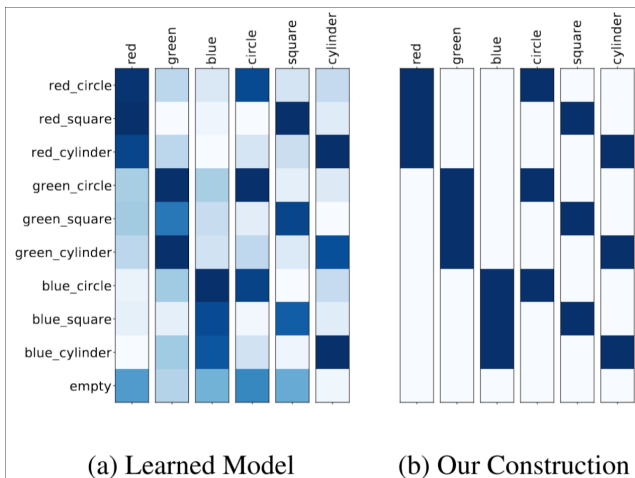 red green blue circle square cylinder red green blue circle square cylinder
red_circle
red_square
red_cylinder
green_circle
green_square
green_cylinder
blue_circle
blue_square
blue_cylinder
empty
(a) Learned Model (b) Our Construction